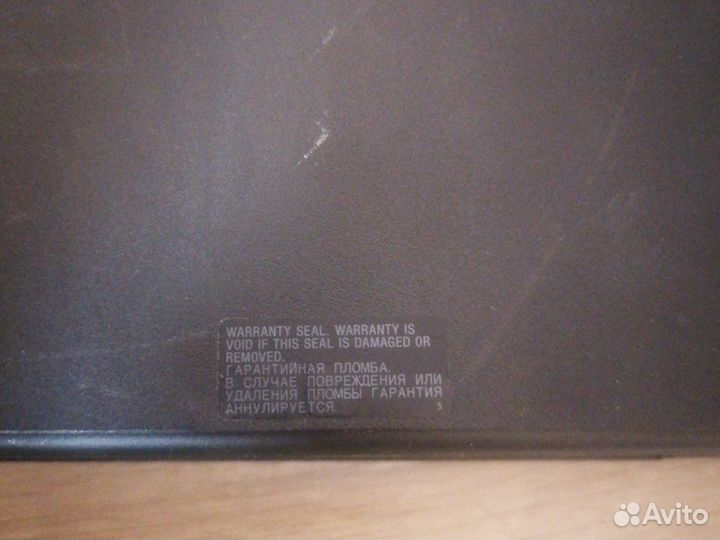 WARRANTY SEAL. WARRANTY IS
VOID IF THIS SEAL IS DAMAGED OR
REMOVED.
ГАРАНТИЙНАЯ ПЛОМБА.
В СЛУЧАЕ ПОВРЕЖДЕНИЯ ИЛИ
УДАЛЕНИЯ ПЛОМБЫ ГАРАНТИЯ
АННУЛИРУЕТСЯ. 5
Avito